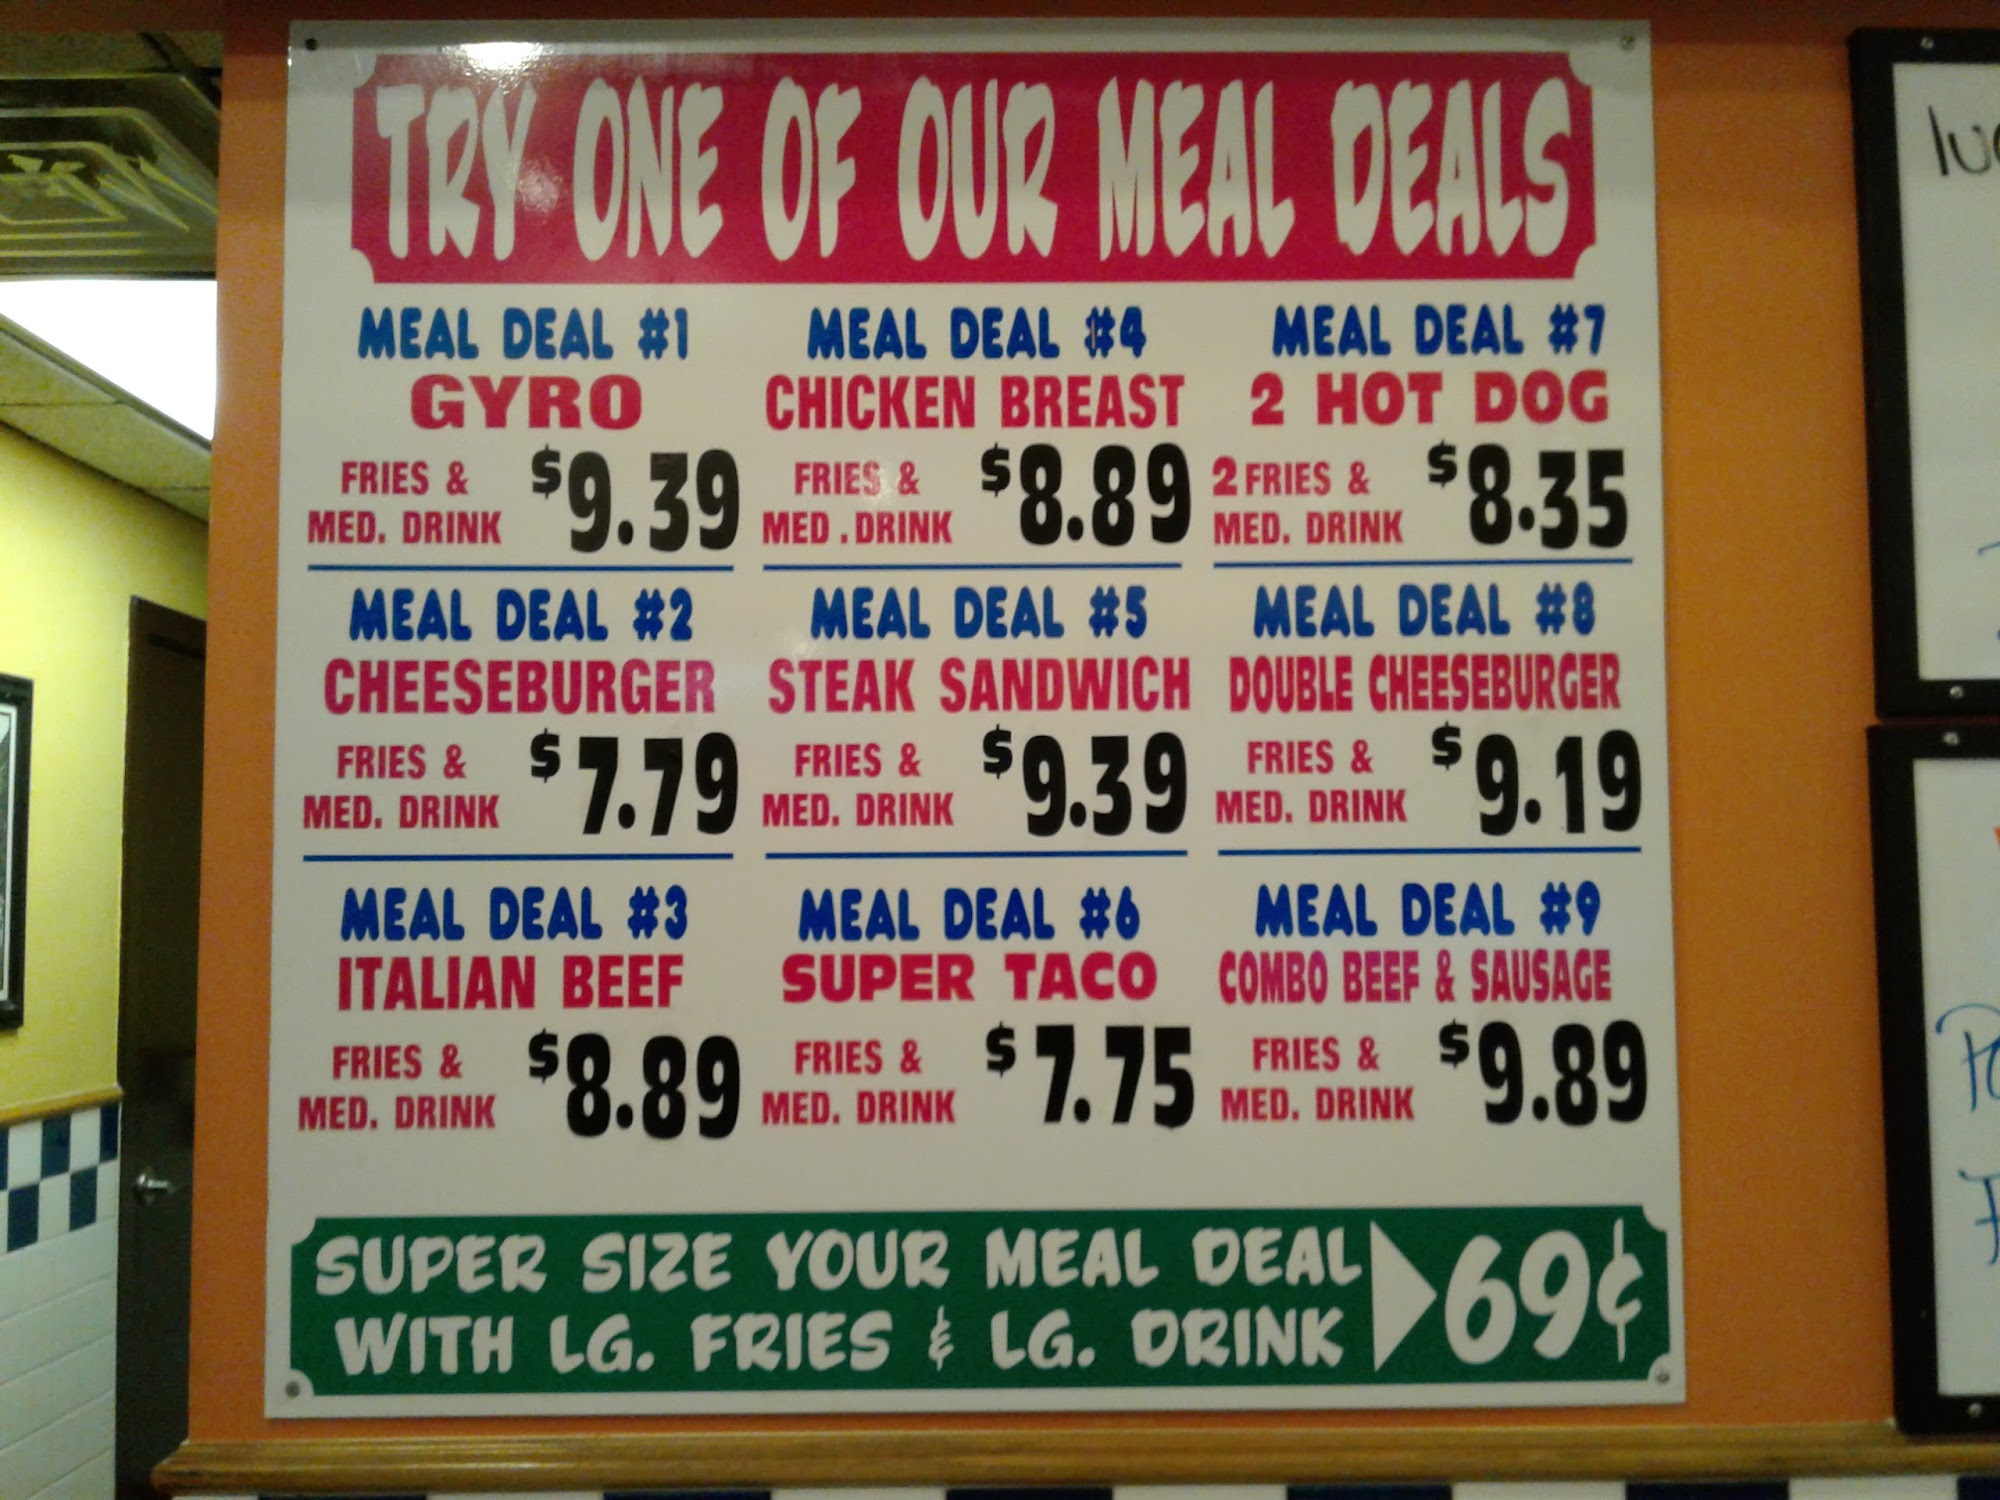 TRY ONE OF OUR MEAL DEALS
MEAL DEAL #1
GYRO
FRIES &
MED. DRINK
$9.39
MEAL DEAL #2
CHEESEBURGER
FRIES &
MED. DRINK
$7.79
MEAL DEAL #3
ITALIAN BEEF
FRIES &
MED. DRINK
$8.89
MEAL DEAL #4
CHICKEN BREAST
FRIES &
MED. DRINK
$8.89
MEAL DEAL #5
STEAK SANDWICH
FRIES &
MED. DRINK
$9.39
MEAL DEAL #6
SUPER TACO
FRIES &
MED. DRINK
$7.75
MEAL DEAL #7
2 HOT DOG
2 FRIES &
MED. DRINK
$8.35
MEAL DEAL #8
DOUBLE CHEESEBURGER
FRIES &
MED. DRINK
$9.19
MEAL DEAL #9
COMBO BEEF & SAUSAGE
FRIES &
MED. DRINK
$9.89
SUPER SIZE YOUR MEAL DEAL
WITH LG. FRIES & LG. DRINK
69¢